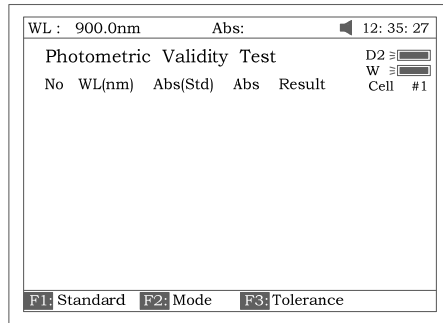 WL : 900.0nm Abs: 12: 35: 27
Photometric Validity Test D2
W
No WL(nm) Abs(Std) Abs Result Cell #1
F1: Standard F2: Mode F3: Tolerance